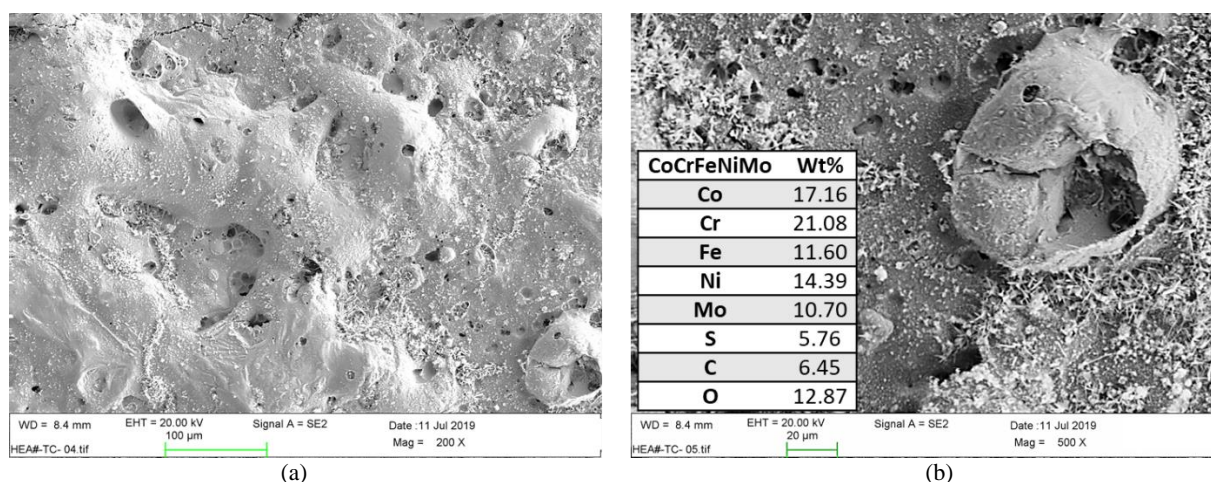 WD = 8.4 mm EHT = 20.00 kV Signal A = SE2 Date :11 Jul 2019
100 µm Mag = 200 X
HEA#-TC- 04.tif
(a)
CoCrFeNiMo Wt%
Co 17.16
Cr 21.08
Fe 11.60
Ni 14.39
Mo 10.70
S 5.76
C 6.45
O 12.87
WD = 8.4 mm EHT = 20.00 kV Signal A = SE2 Date :11 Jul 2019
20 µm Mag = 500 X
HEA#-TC- 05.tif
(b)